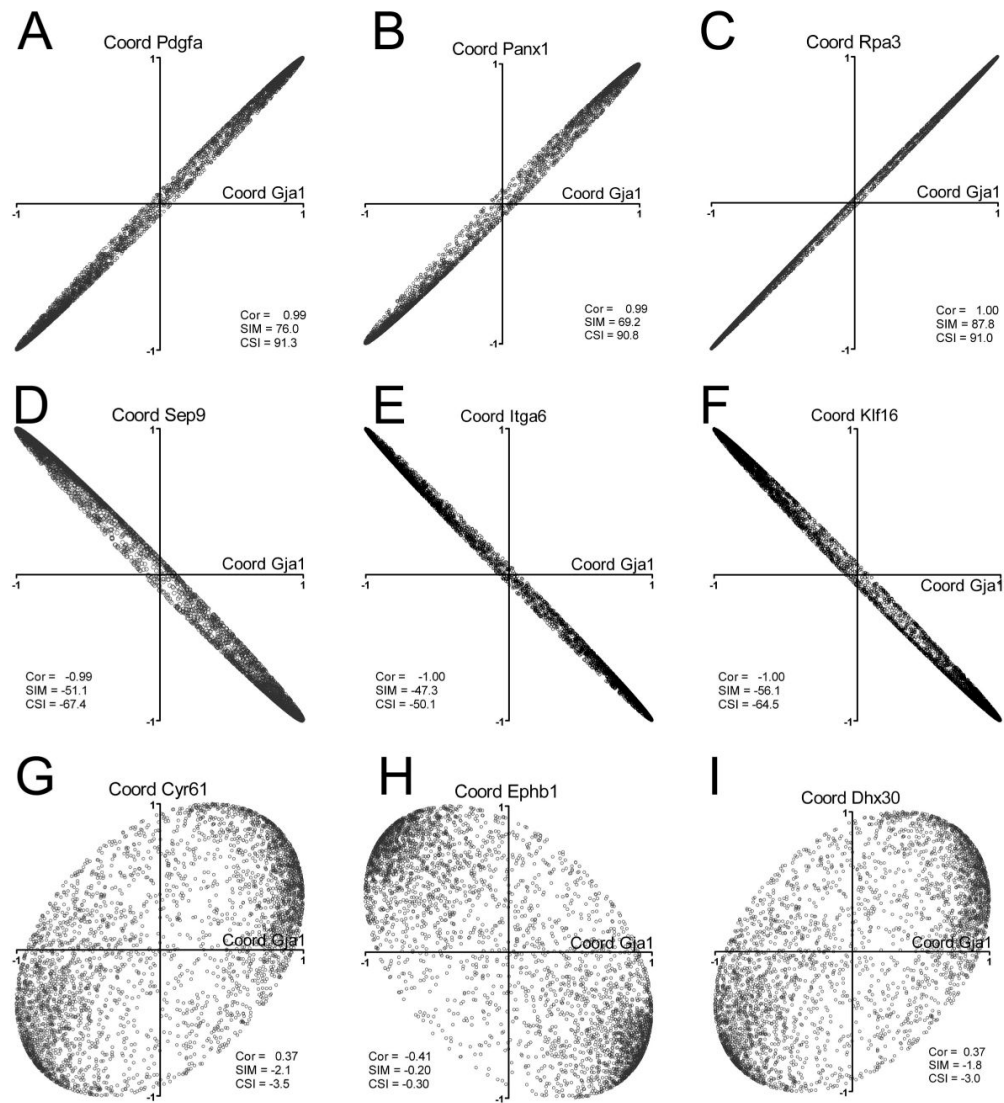 A
Coord Pdgfa
1
Coord Gja1
-1
1
Cor = 0.99
SIM = 76.0
CSI = 91.3
-1
B
Coord Panx1
1
Coord Gja1
-1
1
Cor = 0.99
SIM = 69.2
CSI = 90.8
-1
C
Coord Rpa3
1
Coord Gja1
-1
1
Cor = 1.00
SIM = 87.8
CSI = 91.0
-1
D
Coord Sep9
1
Coord Gja1
-1
1
Cor = -0.99
SIM = -51.1
CSI = -67.4
-1
E
Coord Itga6
1
Coord Gja1
-1
1
Cor = -1.00
SIM = -47.3
CSI = -50.1
-1
F
Coord Klf16
1
-1
1
Coord Gja1
Cor = -1.00
SIM = -56.1
CSI = -64.5
-1
G
Coord Cyr61
1
Coord Gja1
-1
1
Cor = 0.37
SIM = -2.1
CSI = -3.5
-1
H
Coord Ephb1
1
Coord Gja1
-1
1
Cor = -0.41
SIM = -0.20
CSI = -0.30
-1
I
Coord Dhx30
1
Coord Gja1
-1
1
Cor = 0.37
SIM = -1.8
CSI = -3.0
-1